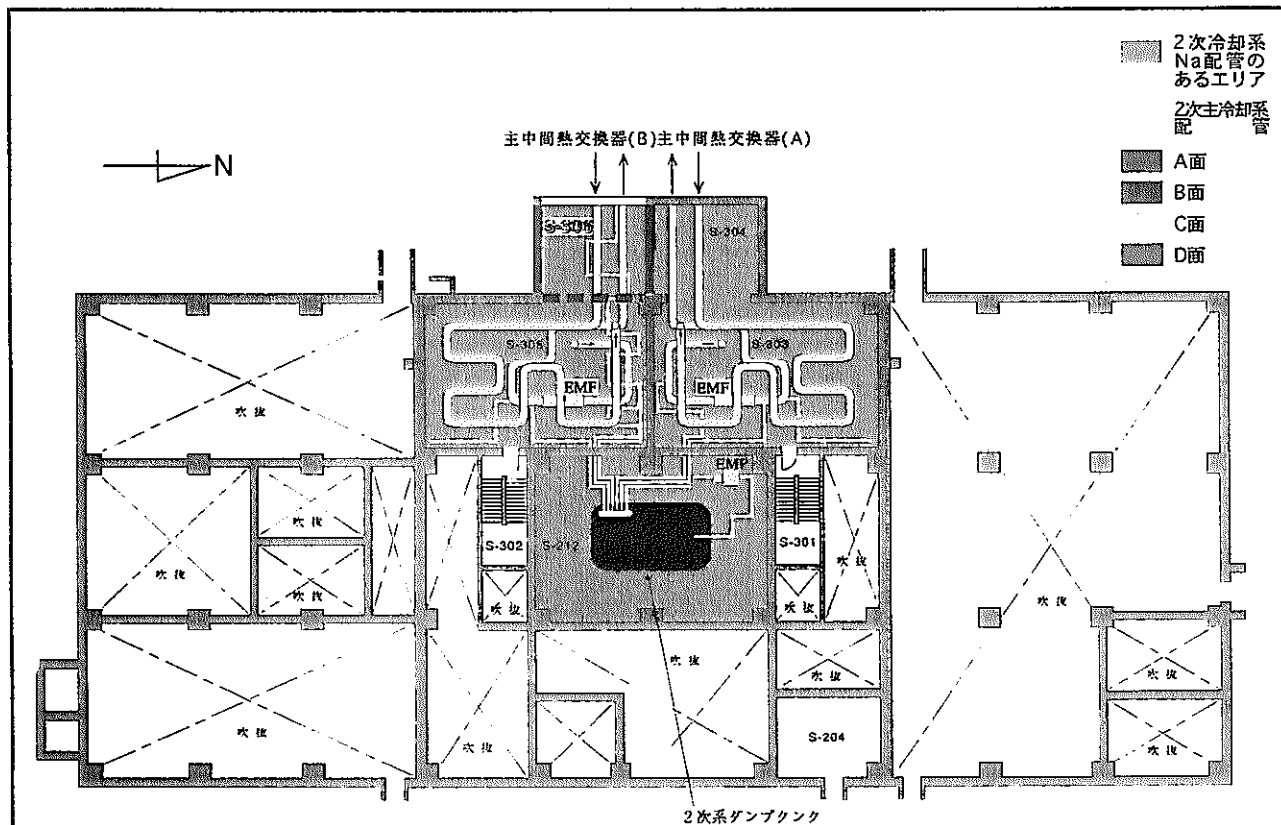 2次冷却系
Na配管の
あるエリア
2次主冷却系
配管
A面
B面
C面
D面
N
主中間熱交換器(B)主中間熱交換器(A)
S-304
S-305
S-303
EMF
EMF
吹抜
吹抜
吹抜
吹抜
EMP
S-302
S-212
S-301
吹抜
吹抜
吹抜
吹抜
吹抜
吹抜
吹抜
吹抜
吹抜
S-204
吹抜
2次系ダンプタンク